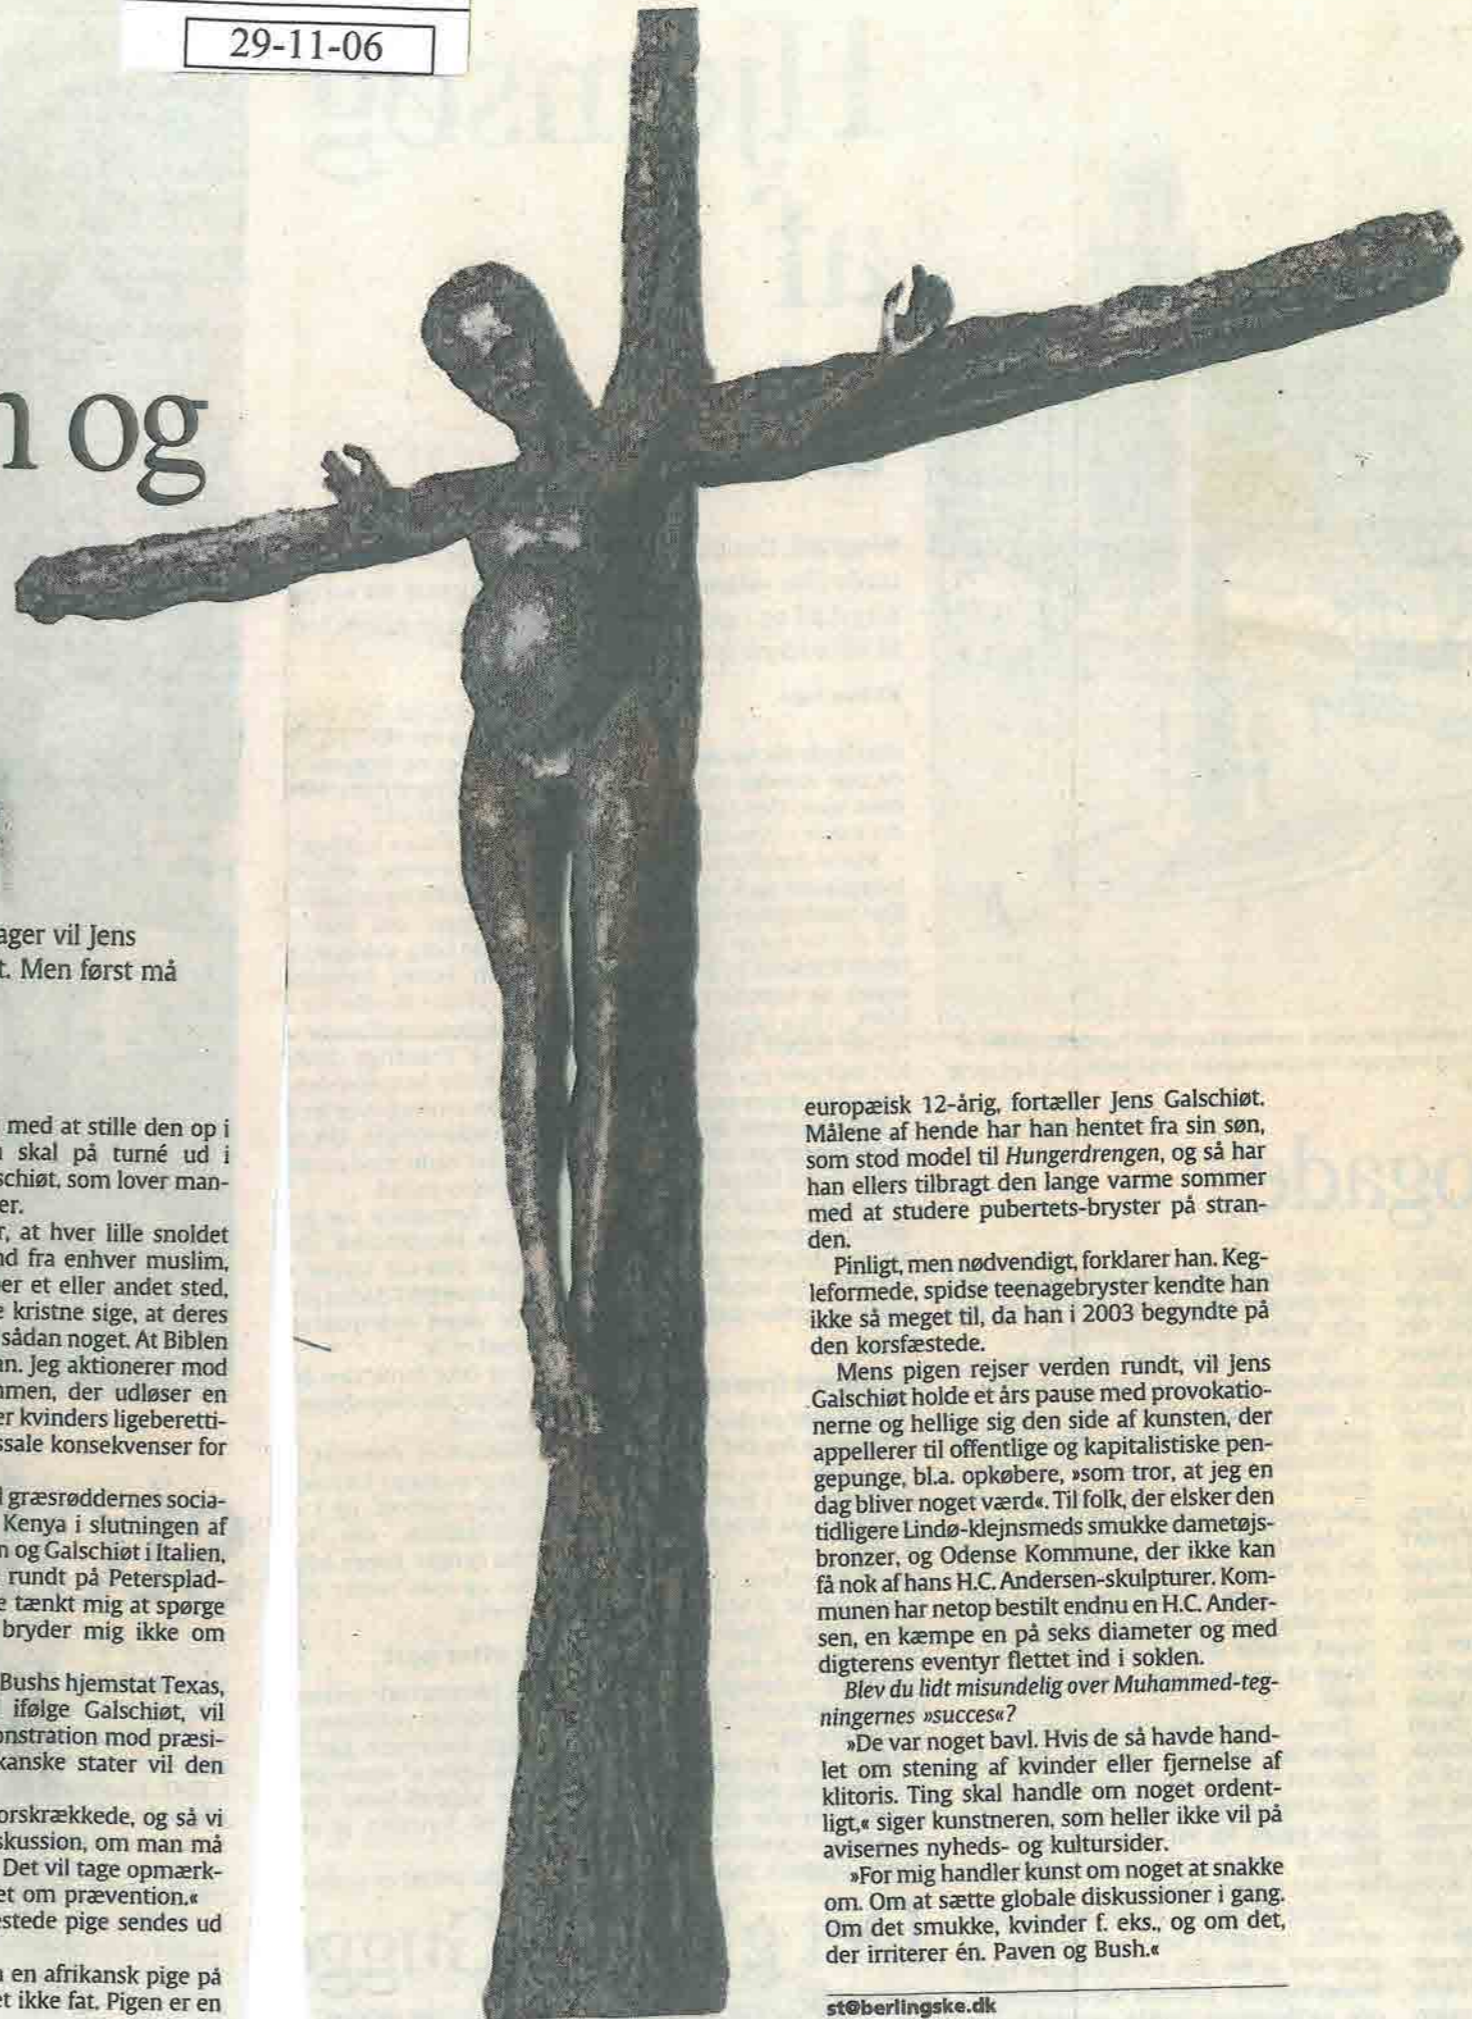 29-11-06
n og
ager vil Jens
t. Men først må
med at stille den op i
skal på turné ud i
schiøt, som lover man-
er.
r, at hver lille snoldet
nd fra enhver muslim,
er et eller andet sted,
e kristne sige, at deres
sådan noget. At Biblen
an. Jeg aktionerer mod
mmen, der udløser en
er kvinders ligeberetti-
ssale konsekvenser for
l græsrøddernes socia-
Kenya i slutningen af
n og Galschiøt i Italien,
rundt på Peterspladd-
e tænkt mig at spørge
bryder mig ikke om
Bushs hjemstat Texas,
ifølge Galschiøt, vil
onstration mod præsi-
kanske stater vil den
orskrækkede, og så vi
skussion, om man må
Det vil tage opmærk-
et om prævention.«
estede pige sendes ud
n en afrikansk pige på
et ikke fat. Pigen er en
europæisk 12-årig, fortæller Jens Galschiøt.
Målene af hende har han hentet fra sin søn,
som stod model til Hungerdrengen, og så har
han ellers tilbragt den lange varme sommer
med at studere pubertets-bryster på stran-
den.
Pinligt, men nødvendigt, forklarer han. Keg-
leformede, spidse teenagebryster kendte han
ikke så meget til, da han i 2003 begyndte på
den korsfæstede.
Mens pigen rejser verden rundt, vil Jens
Galschiøt holde et års pause med provokatio-
nerne og hellige sig den side af kunsten, der
appellerer til offentlige og kapitalistiske pen-
gepunge, bl.a. opkøbere, »som tror, at jeg en
dag bliver noget værd«. Til folk, der elsker den
tidligere Lindø-klejnsmeds smukke dametøjs-
bronzer, og Odense Kommune, der ikke kan
få nok af hans H.C. Andersen-skulpturer. Kom-
munen har netop bestilt endnu en H.C. Ander-
sen, en kæmpe en på seks diameter og med
digterens eventyr flettet ind i soklen.
Blev du lidt misundelig over Muhammed-teg-
ningernes »succes«?
»De var noget bavl. Hvis de så havde hand-
let om stening af kvinder eller fjernelse af
klitoris. Ting skal handle om noget ordent-
ligt,« siger kunstneren, som heller ikke vil på
avisernes nyheds- og kultursider.
»For mig handler kunst om noget at snakke
om. Om at sætte globale diskussioner i gang.
Om det smukke, kvinder f. eks., og om det,
der irriterer én. Paven og Bush.«
st@berlingske.dk